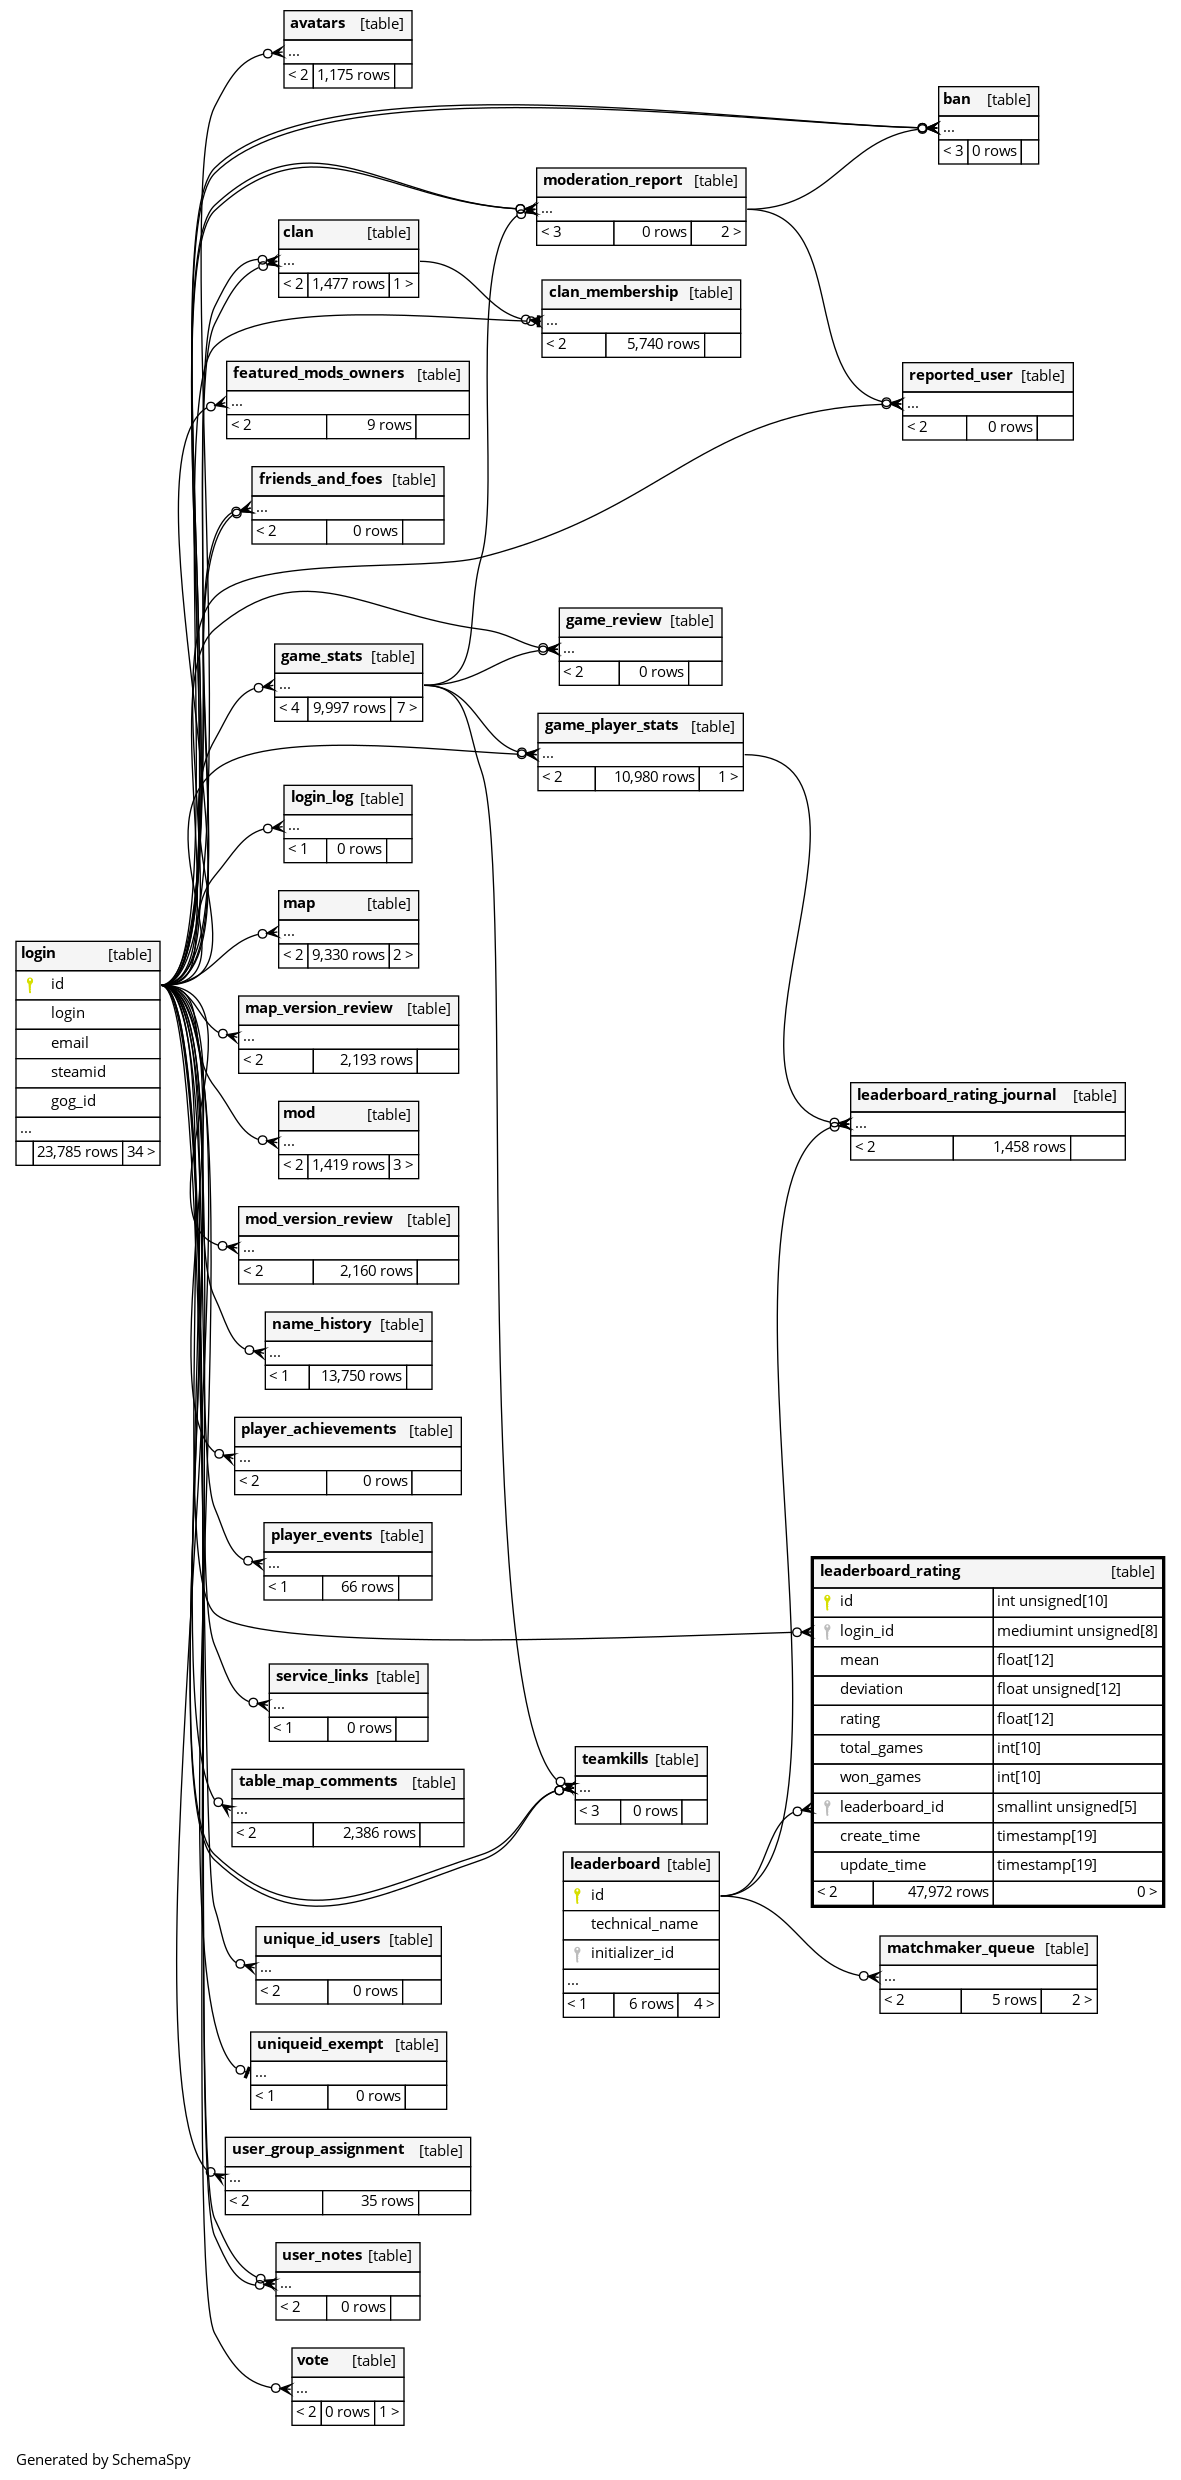 avatars [table]
...
< 2 1,175 rows
ban [table]
...
< 3 0 rows
moderation_report [table]
...
< 3 0 rows 2 >
clan [table]
...
< 2 1,477 rows 1 >
clan_membership [table]
...
< 2 5,740 rows
featured_mods_owners [table]
...
< 2 9 rows
reported_user [table]
...
< 2 0 rows
friends_and_foes [table]
...
< 2 0 rows
game_review [table]
...
< 2 0 rows
game_stats [table]
...
< 4 9,997 rows 7 >
game_player_stats [table]
...
< 2 10,980 rows 1 >
login_log [table]
...
< 1 0 rows
map [table]
...
< 2 9,330 rows 2 >
login [table]
id
login
email
steamid
gog_id
...
23,785 rows 34 >
map_version_review [table]
...
< 2 2,193 rows
leaderboard_rating_journal [table]
...
< 2 1,458 rows
mod [table]
...
< 2 1,419 rows 3 >
mod_version_review [table]
...
< 2 2,160 rows
name_history [table]
...
< 1 13,750 rows
player_achievements [table]
...
< 2 0 rows
player_events [table]
...
< 1 66 rows
leaderboard_rating [table]
id int unsigned[10]
login_id mediumint unsigned[8]
mean float[12]
deviation float unsigned[12]
rating float[12]
total_games int[10]
won_games int[10]
leaderboard_id smallint unsigned[5]
create_time timestamp[19]
update_time timestamp[19]
< 2 47,972 rows 0 >
service_links [table]
...
< 1 0 rows
teamkills [table]
...
< 3 0 rows
table_map_comments [table]
...
< 2 2,386 rows
leaderboard [table]
id
technical_name
initializer_id
...
< 1 6 rows 4 >
unique_id_users [table]
...
< 2 0 rows
matchmaker_queue [table]
...
< 2 5 rows 2 >
uniqueid_exempt [table]
...
< 1 0 rows
user_group_assignment [table]
...
< 2 35 rows
user_notes [table]
...
< 2 0 rows
vote [table]
...
< 2 0 rows 1 >
Generated by SchemaSpy